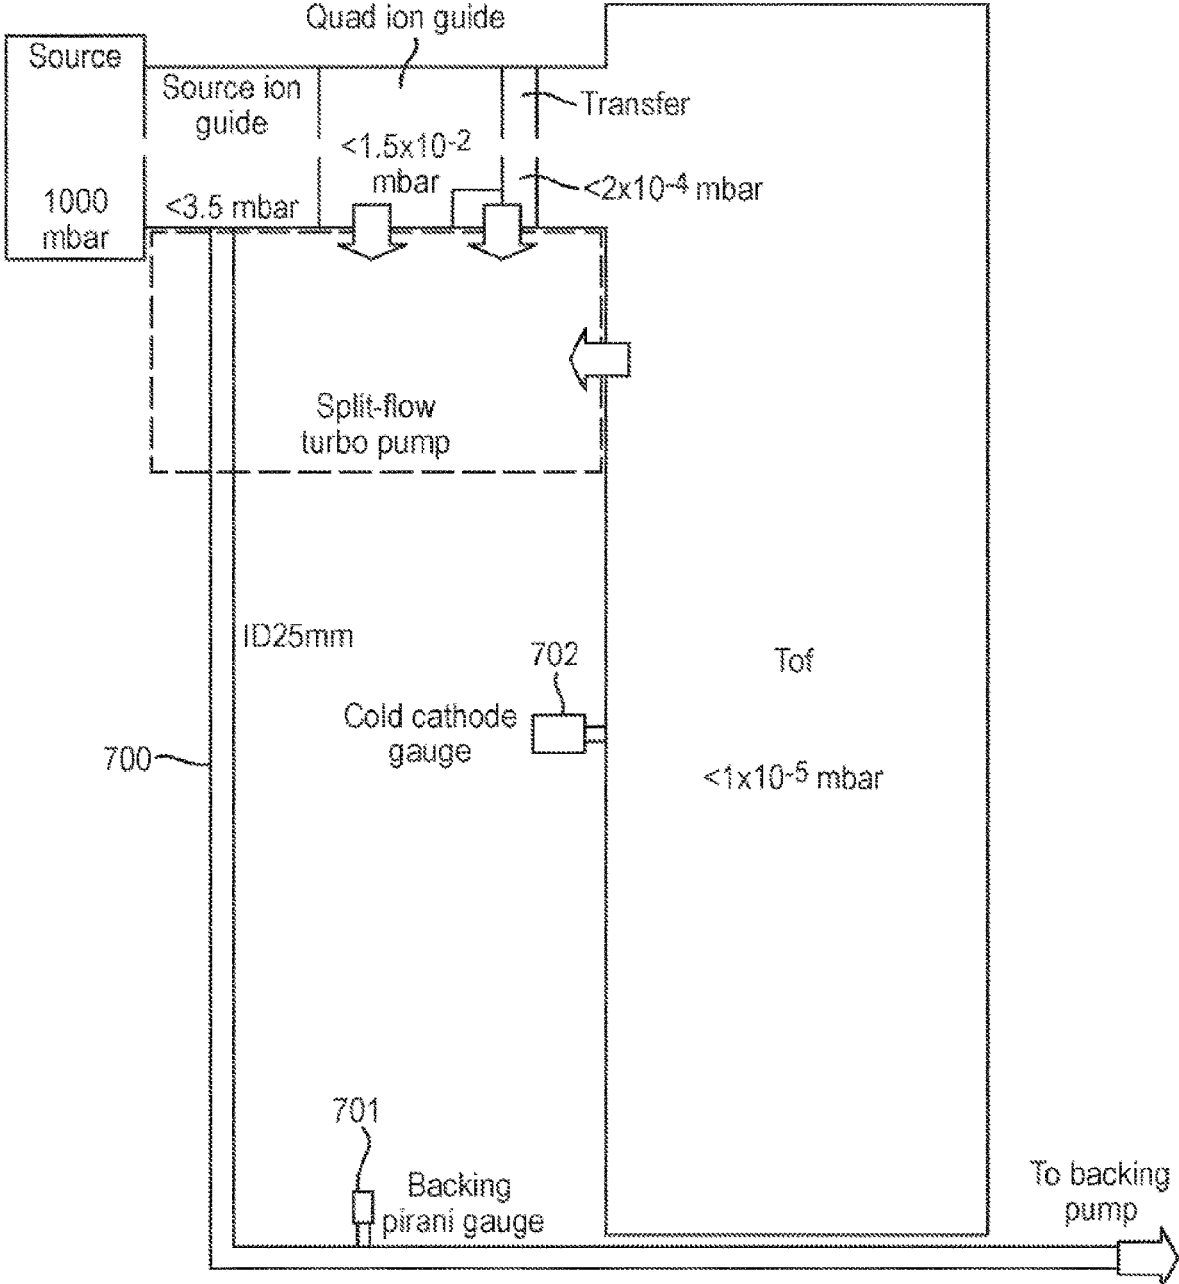 Quad ion guide
Source
Source ion
guide
Transfer
<1.5x10-2
mbar
<2x10-4 mbar
1000
mbar
<3.5 mbar
Split-flow
turbo pump
ID25mm
702
Tof
Cold cathode
gauge
700
<1x10-5 mbar
701
Backing
pirani gauge
To backing
pump